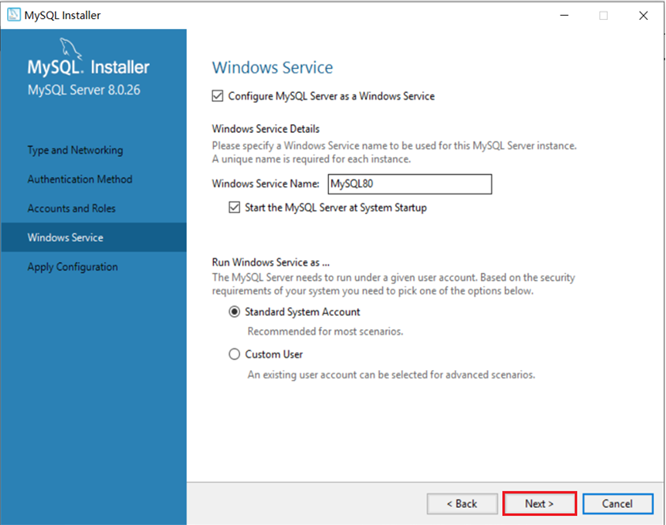 MySQL Installer
MySQL. Installer
MySQL Server 8.0.26
Type and Networking
Authentication Method
Accounts and Roles
Windows Service
Apply Configuration
Windows Service
Configure MySQL Server as a Windows Service
Windows Service Details
Please specify a Windows Service name to be used for this MySQL Server instance.
A unique name is required for each instance.
Windows Service Name: MySQL80
Start the MySQL Server at System Startup
Run Windows Service as ...
The MySQL Server needs to run under a given user account. Based on the security
requirements of your system you need to pick one of the options below.
Standard System Account
Recommended for most scenarios.
Custom User
An existing user account can be selected for advanced scenarios.
< Back Next > Cancel